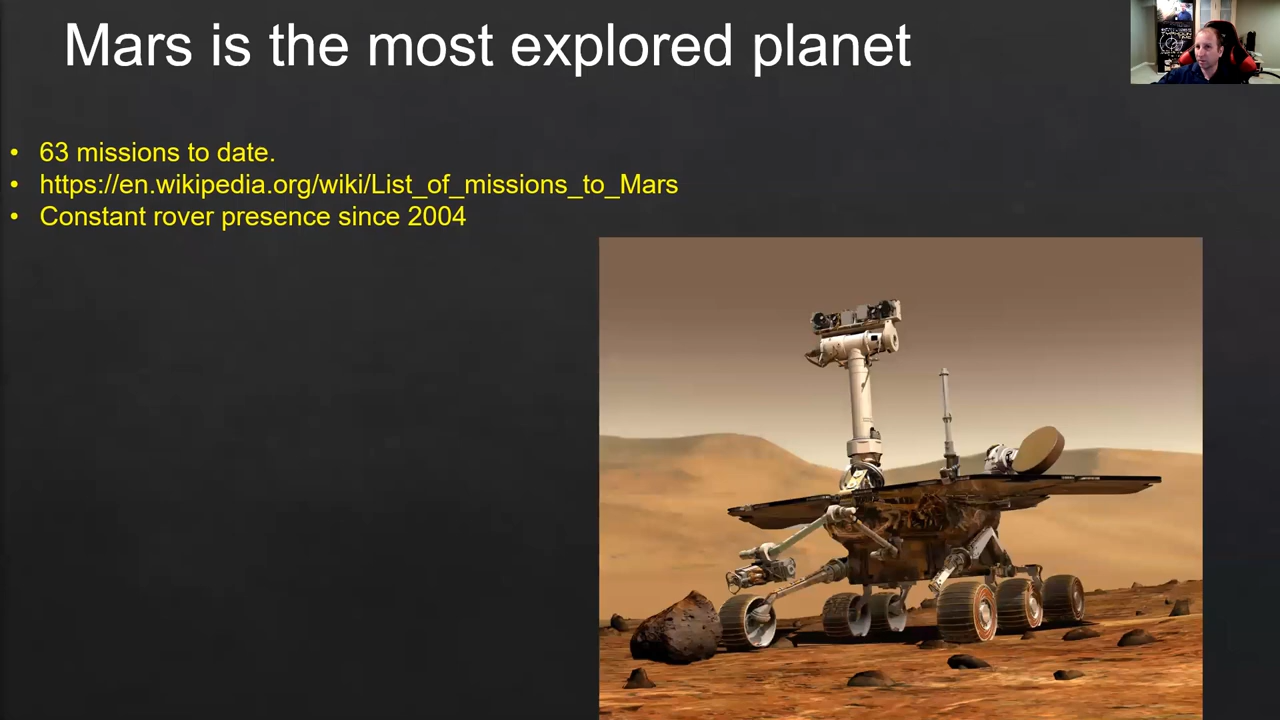 Mars is the most explored planet
• 63 missions to date.
• https://en.wikipedia.org/wiki/List_of_missions_to_Mars
• Constant rover presence since 2004